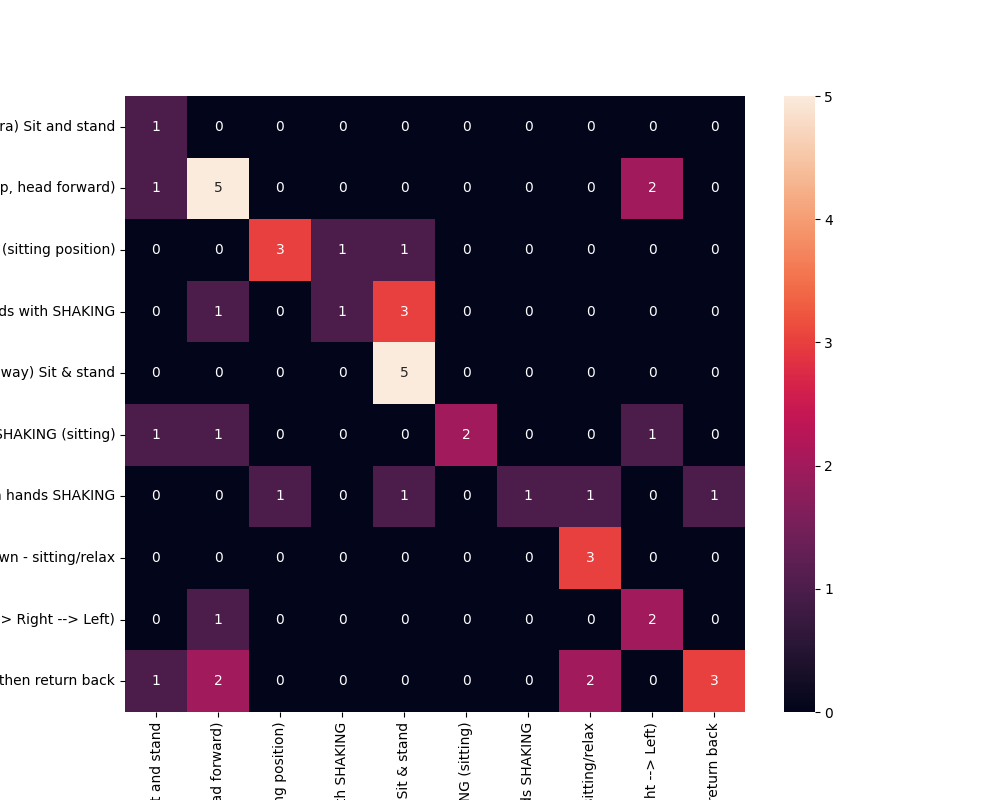 5
ra) Sit and stand 1 0 0 0 0 0 0 0 0 0
p, head forward) 1 5 0 0 0 0 0 0 2 0
4
(sitting position) 0 0 3 1 1 0 0 0 0 0
ds with SHAKING 0 1 0 1 3 0 0 0 0 0
3
way) Sit & stand 0 0 0 0 5 0 0 0 0 0
SHAKING (sitting) 1 1 0 0 0 2 0 0 1 0
2
hands SHAKING 0 0 1 0 1 0 1 1 0 1
wn - sitting/relax 0 0 0 0 0 0 0 3 0 0
1
> Right --> Left) 0 1 0 0 0 0 0 0 2 0
then return back 1 2 0 0 0 0 0 2 0 3
0
t and stand
ad forward)
ng position)
th SHAKING
Sit & stand
NG (sitting)
ds SHAKING
sitting/relax
ht --> Left)
return back